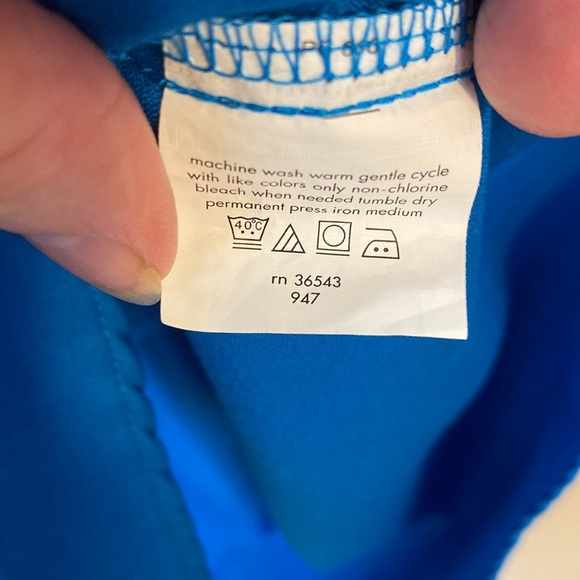 machine wash warm gentle cycle
with like colors only non-chlorine
bleach when needed tumble dry
permanent press iron medium
40°C
rn 36543
947